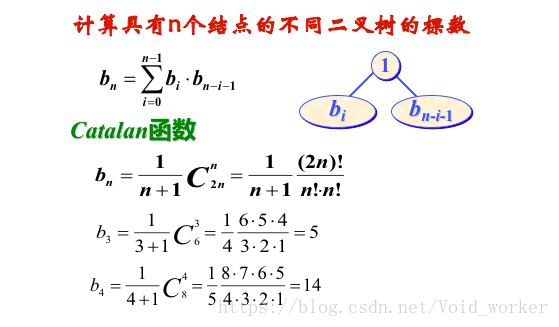 计算具有n个结点的不同二叉树的棵数
b_n = \sum_{i=0}^{n-1} b_i \cdot b_{n-i-1}
1
b_i b_{n-i-1}
Catalan函数
b_n = \frac{1}{n+1} C_{2n}^{n} = \frac{1}{n+1} \frac{(2n)!}{n! \cdot n!}
b_3 = \frac{1}{3+1} C_6^3 = \frac{1}{4} \frac{6 \cdot 5 \cdot 4}{3 \cdot 2 \cdot 1} = 5
b_4 = \frac{1}{4+1} C_8^4 = \frac{1}{5} \frac{8 \cdot 7 \cdot 6 \cdot 5}{4 \cdot 3 \cdot 2 \cdot 1} = 14
https://blog.csdn.net/Void_worker